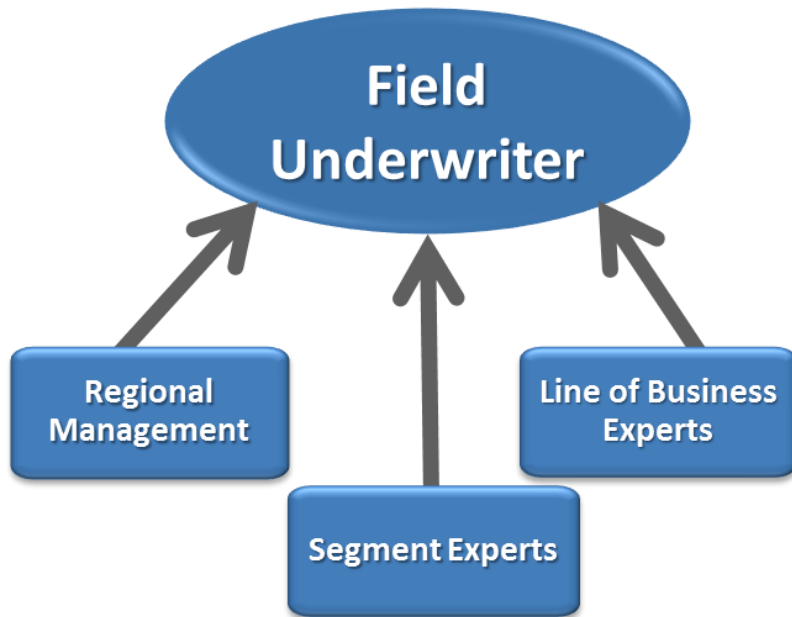 Field
Underwriter
Regional
Management
Line of Business
Experts
Segment Experts